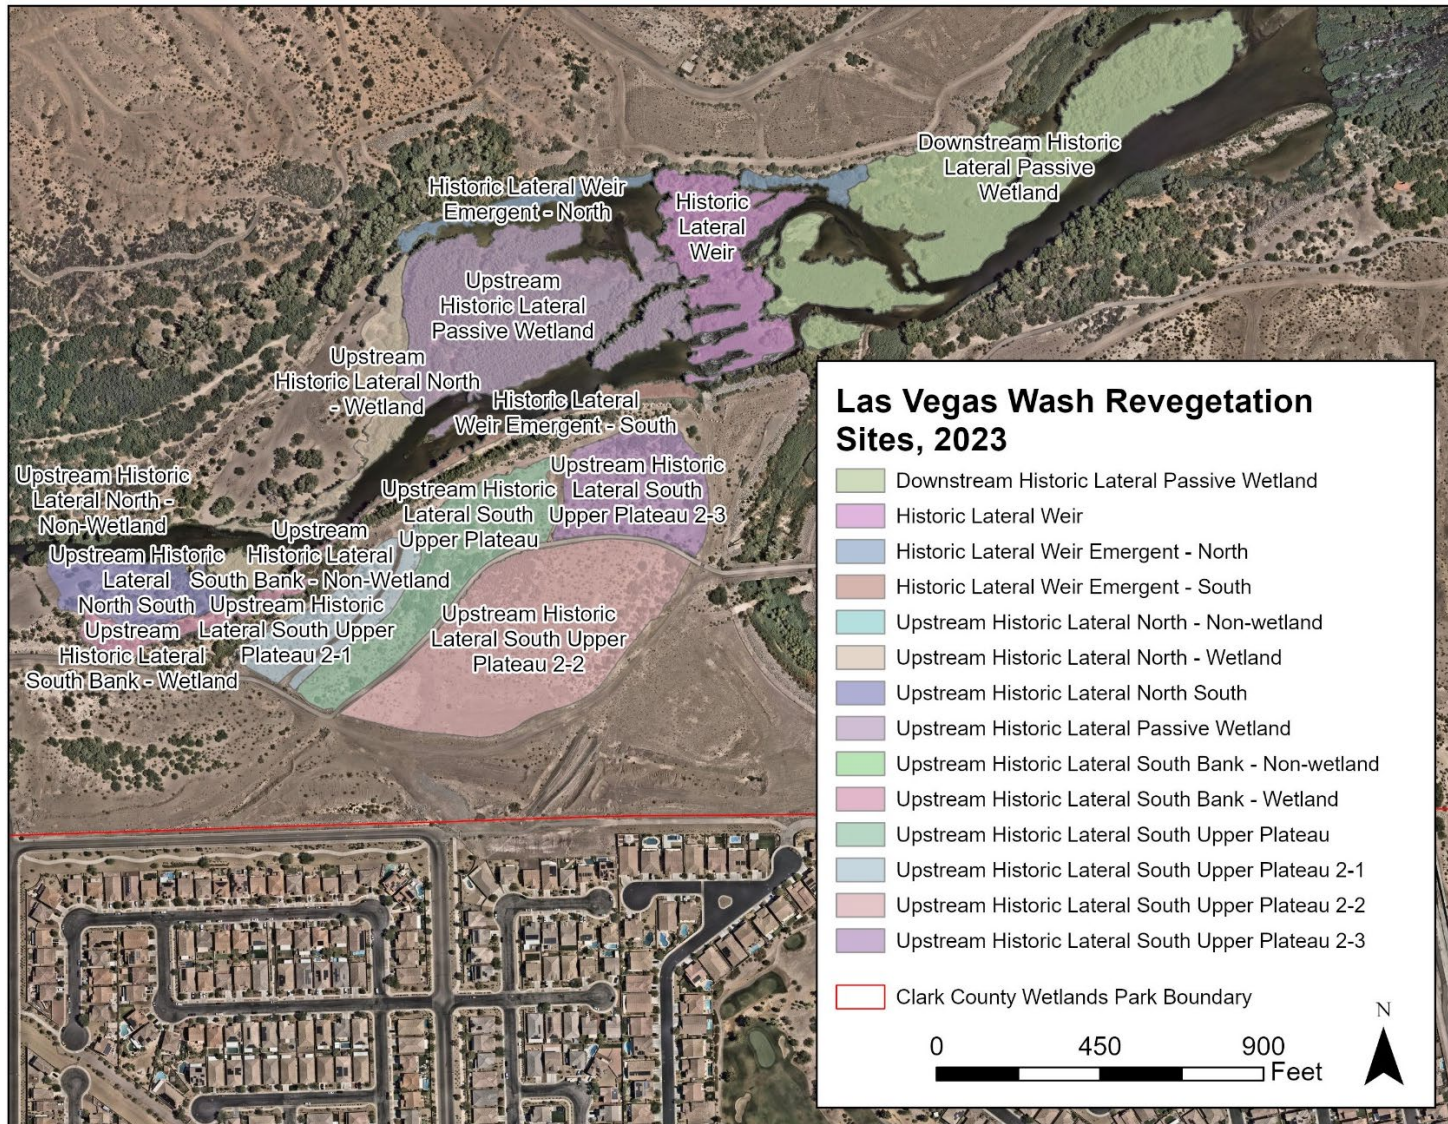 Downstream Historic
Lateral Passive
Wetland
Historic Lateral Weir
Emergent - North
Historic
Lateral
Weir
Upstream
Historic Lateral
Passive Wetland
Upstream
Historic Lateral North
- Wetland
Historic Lateral
Weir Emergent - South
Upstream Historic
Lateral North -
Non-Wetland
Upstream Historic
Lateral South
Upper Plateau
Upstream Historic
Lateral South
Upper Plateau 2-3
Upstream
Historic Lateral
South Bank - Non-Wetland
Upstream Historic
Lateral
North South
Upstream Historic
Lateral South Upper
Plateau 2-1
Upstream Historic
Lateral South Upper
Plateau 2-2
Upstream
Historic Lateral
South Bank - Wetland
Las Vegas Wash Revegetation
Sites, 2023
Downstream Historic Lateral Passive Wetland
Historic Lateral Weir
Historic Lateral Weir Emergent - North
Historic Lateral Weir Emergent - South
Upstream Historic Lateral North - Non-wetland
Upstream Historic Lateral North - Wetland
Upstream Historic Lateral North South
Upstream Historic Lateral Passive Wetland
Upstream Historic Lateral South Bank - Non-wetland
Upstream Historic Lateral South Bank - Wetland
Upstream Historic Lateral South Upper Plateau
Upstream Historic Lateral South Upper Plateau 2-1
Upstream Historic Lateral South Upper Plateau 2-2
Upstream Historic Lateral South Upper Plateau 2-3
Clark County Wetlands Park Boundary
N
0 450 900
Feet